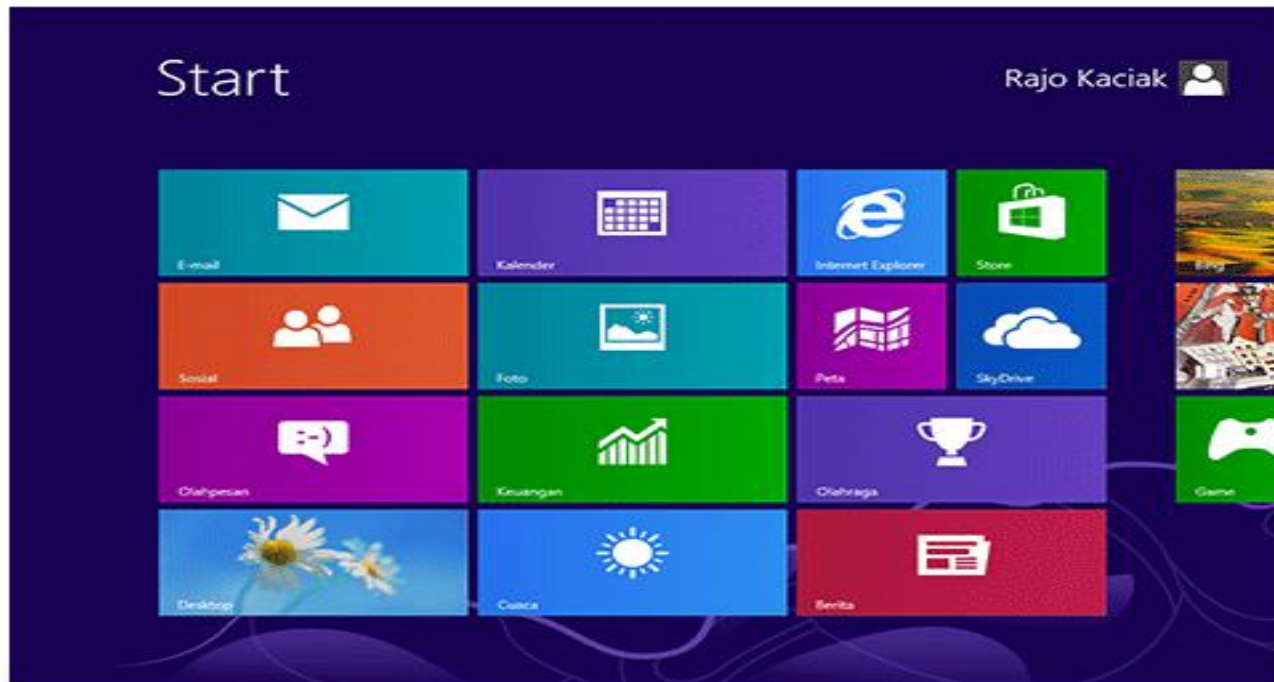 Start
Rajo Kaciak
E-mail
Kalender
Internet Explorer
Store
Bing
Sosial
Foto
Peta
SkyDrive
Olahpesan
:-)
Keuangan
Olahraga
Game
Desktop
Cuaca
Berita